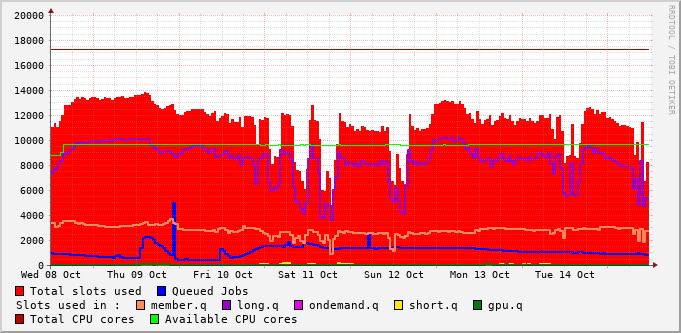 20000
18000
16000
14000
12000
10000
8000
6000
4000
2000
0
Wed 08 Oct Thu 09 Oct Fri 10 Oct Sat 11 Oct Sun 12 Oct Mon 13 Oct Tue 14 Oct
Total slots used Queued Jobs
Slots used in : member.q long.q ondemand.q short.q gpu.q
Total CPU cores Available CPU cores
RRDTOOL / TOBI OETIKER